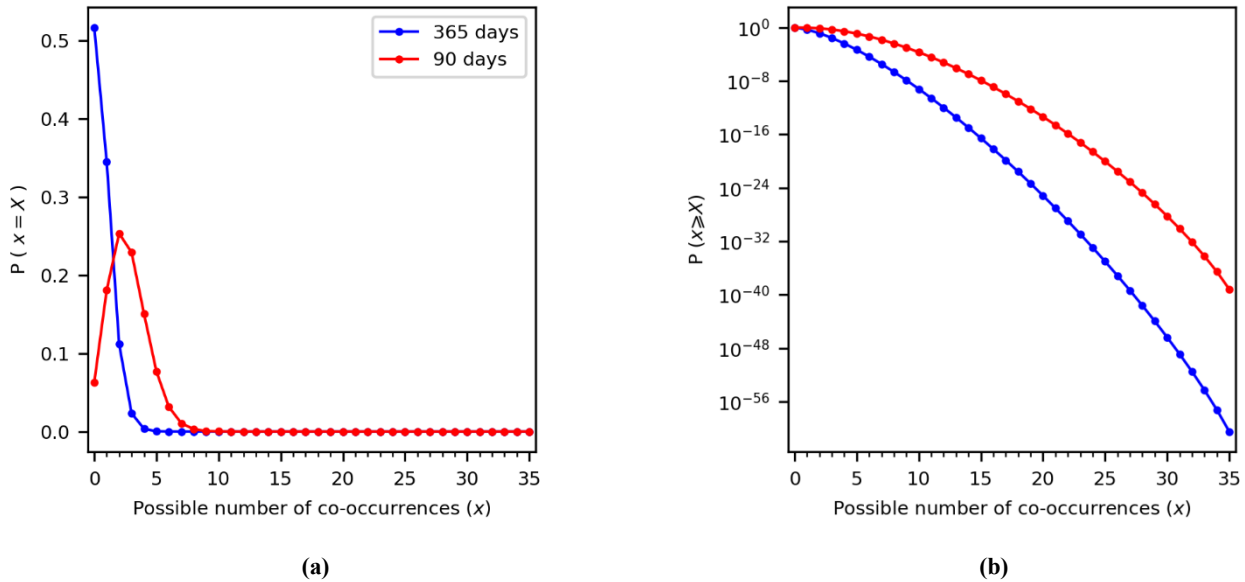 0.5
0.4
0.3
0.2
0.1
0.0
P ( x = X )
365 days
90 days
0 5 10 15 20 25 30 35
Possible number of co-occurrences (x)
(a)
10⁰
10⁻⁸
10⁻¹⁶
10⁻²⁴
10⁻³²
10⁻⁴⁰
10⁻⁴⁸
10⁻⁵⁶
P (x⩾X)
0 5 10 15 20 25 30 35
Possible number of co-occurrences (x)
(b)